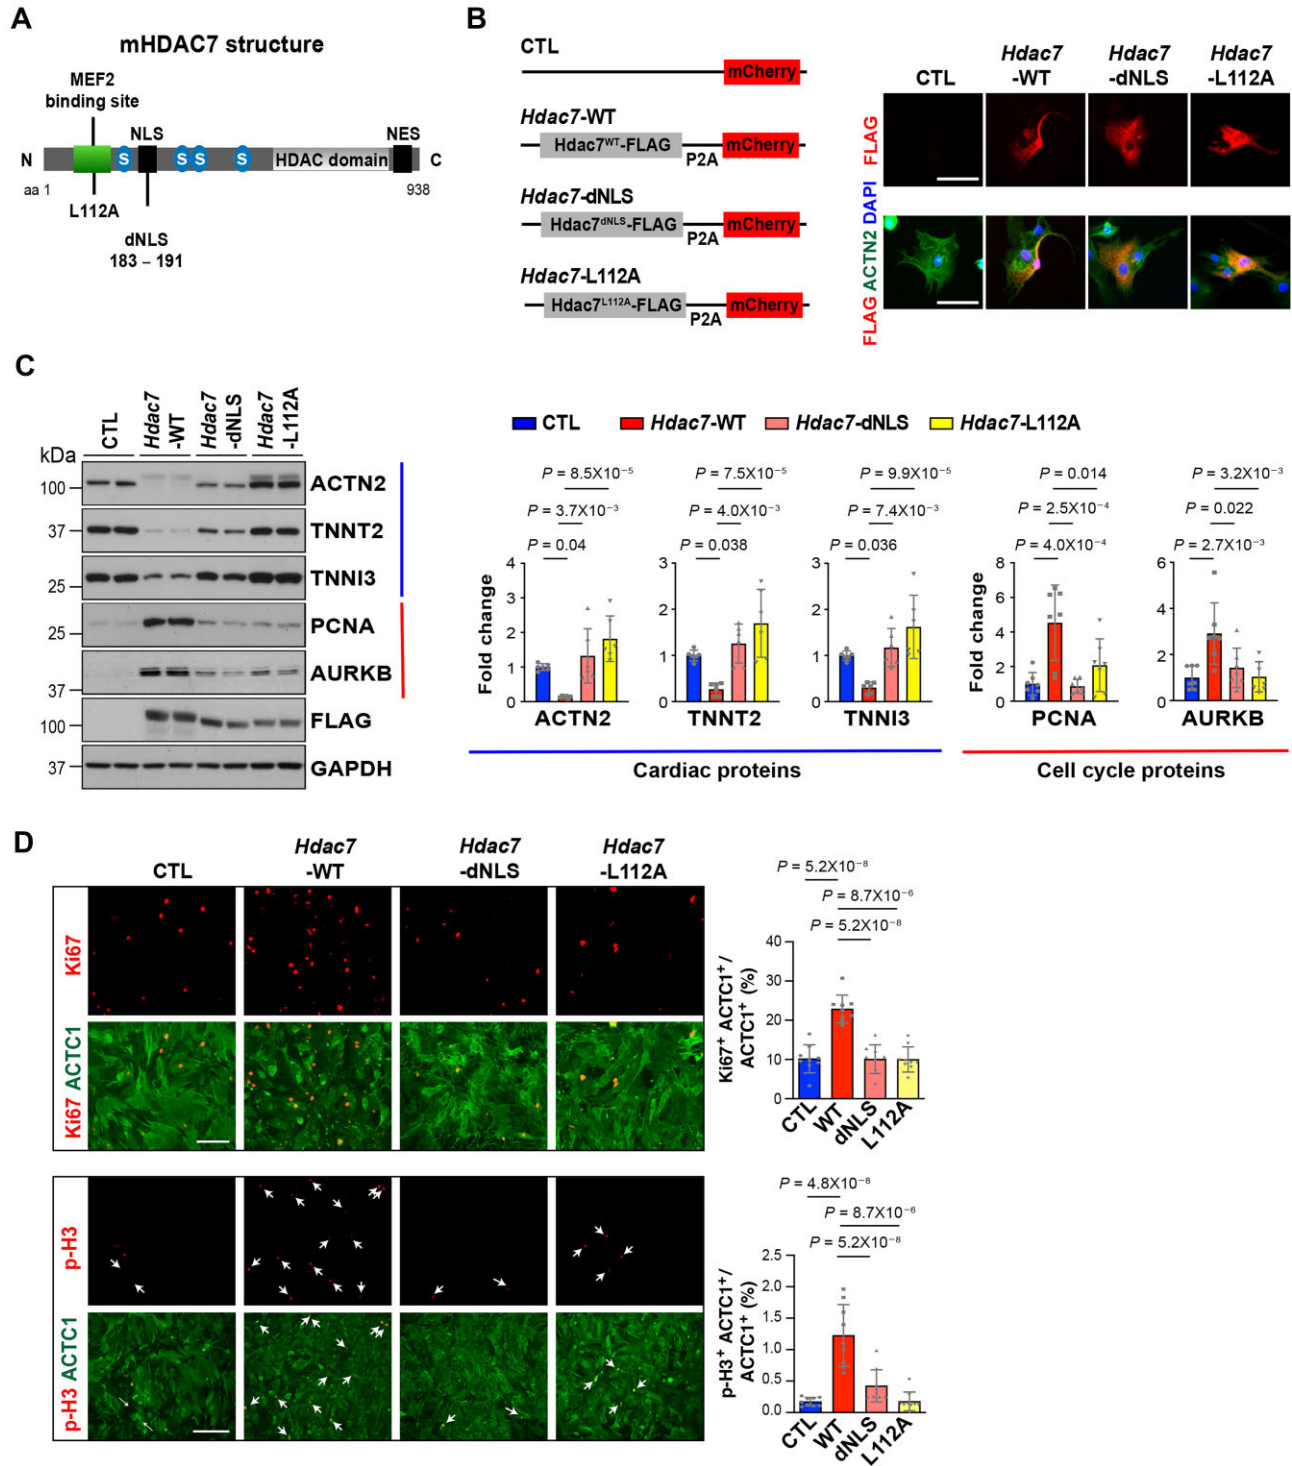 A
mHDAC7 structure
MEF2
binding site
NLS
NES
N
S
S
S
S
HDAC domain
C
aa 1
938
L112A
dNLS
183 – 191
B
CTL
mCherry
Hdac7-WT
Hdac7WT-FLAG
P2A
mCherry
Hdac7-dNLS
Hdac7dNLS-FLAG
P2A
mCherry
Hdac7-L112A
Hdac7L112A-FLAG
P2A
mCherry
CTL
Hdac7
-WT
Hdac7
-dNLS
Hdac7
-L112A
FLAG
FLAG ACTN2 DAPI
C
kDa
CTL
Hdac7
-WT
Hdac7
-dNLS
Hdac7
-L112A
100
ACTN2
37
TNNT2
25
TNNI3
25
PCNA
37
AURKB
100
FLAG
37
GAPDH
CTL
Hdac7-WT
Hdac7-dNLS
Hdac7-L112A
Fold change
4
3
2
1
0
P = 8.5X10⁻⁵
P = 3.7X10⁻³
P = 0.04
ACTN2
3
2
1
0
P = 7.5X10⁻⁵
P = 4.0X10⁻³
P = 0.038
TNNT2
3
2
1
0
P = 9.9X10⁻⁵
P = 7.4X10⁻³
P = 0.036
TNNI3
Cardiac proteins
Fold change
8
6
4
2
0
P = 0.014
P = 2.5X10⁻⁴
P = 4.0X10⁻⁴
PCNA
6
4
2
0
P = 3.2X10⁻³
P = 0.022
P = 2.7X10⁻³
AURKB
Cell cycle proteins
D
CTL
Hdac7
-WT
Hdac7
-dNLS
Hdac7
-L112A
Ki67
Ki67 ACTC1
p-H3
p-H3 ACTC1
P = 5.2X10⁻⁸
P = 8.7X10⁻⁶
P = 5.2X10⁻⁸
Ki67⁺ ACTC1⁺/
ACTC1⁺ (%)
40
30
20
10
0
CTL
WT
dNLS
L112A
P = 4.8X10⁻⁸
P = 8.7X10⁻⁶
P = 5.2X10⁻⁸
p-H3⁺ ACTC1⁺/
ACTC1⁺ (%)
2.5
2.0
1.5
1.0
0.5
0.0
CTL
WT
dNLS
L112A